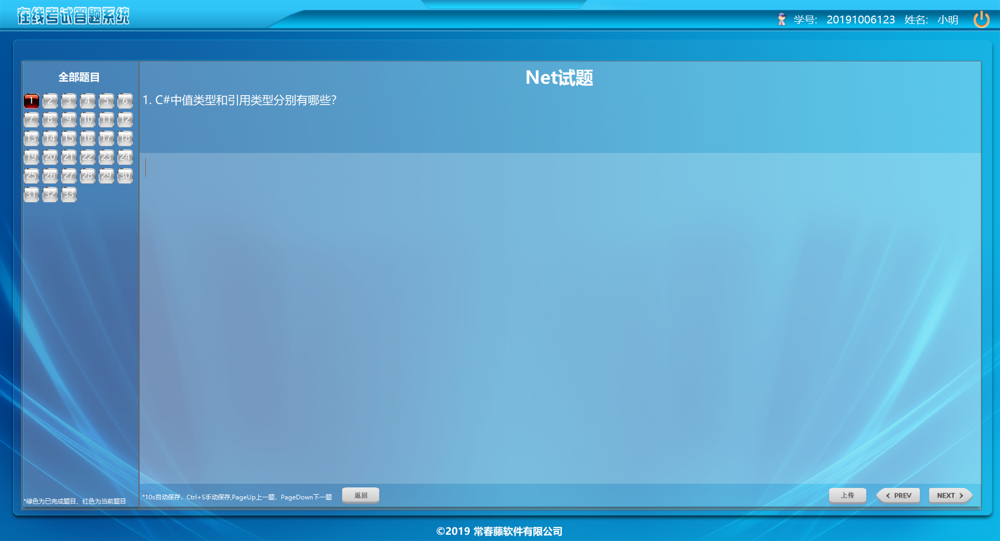 在线考试答题系统
学号: 20191006123 姓名: 小明
全部题目
1 2 3 4 5 6
7 8 9 10 11 12
13 14 15 16 17 18
19 20 21 22 23 24
25 26 27 28 29 30
31 32 33
*绿色为已完成题目、红色为当前题目
Net试题
1. C#中值类型和引用类型分别有哪些?
*10s自动保存，Ctrl+S手动保存,PageUp上一题，PageDown下一题
返回
上传
PREV
NEXT
©2019 常春藤软件有限公司